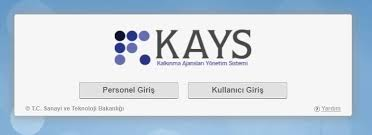 KAYS
Kalkınma Ajansları Yönetim Sistemi
Personel Giriş
Kullanıcı Giriş
© T.C. Sanayi ve Teknoloji Bakanlığı
Yardım